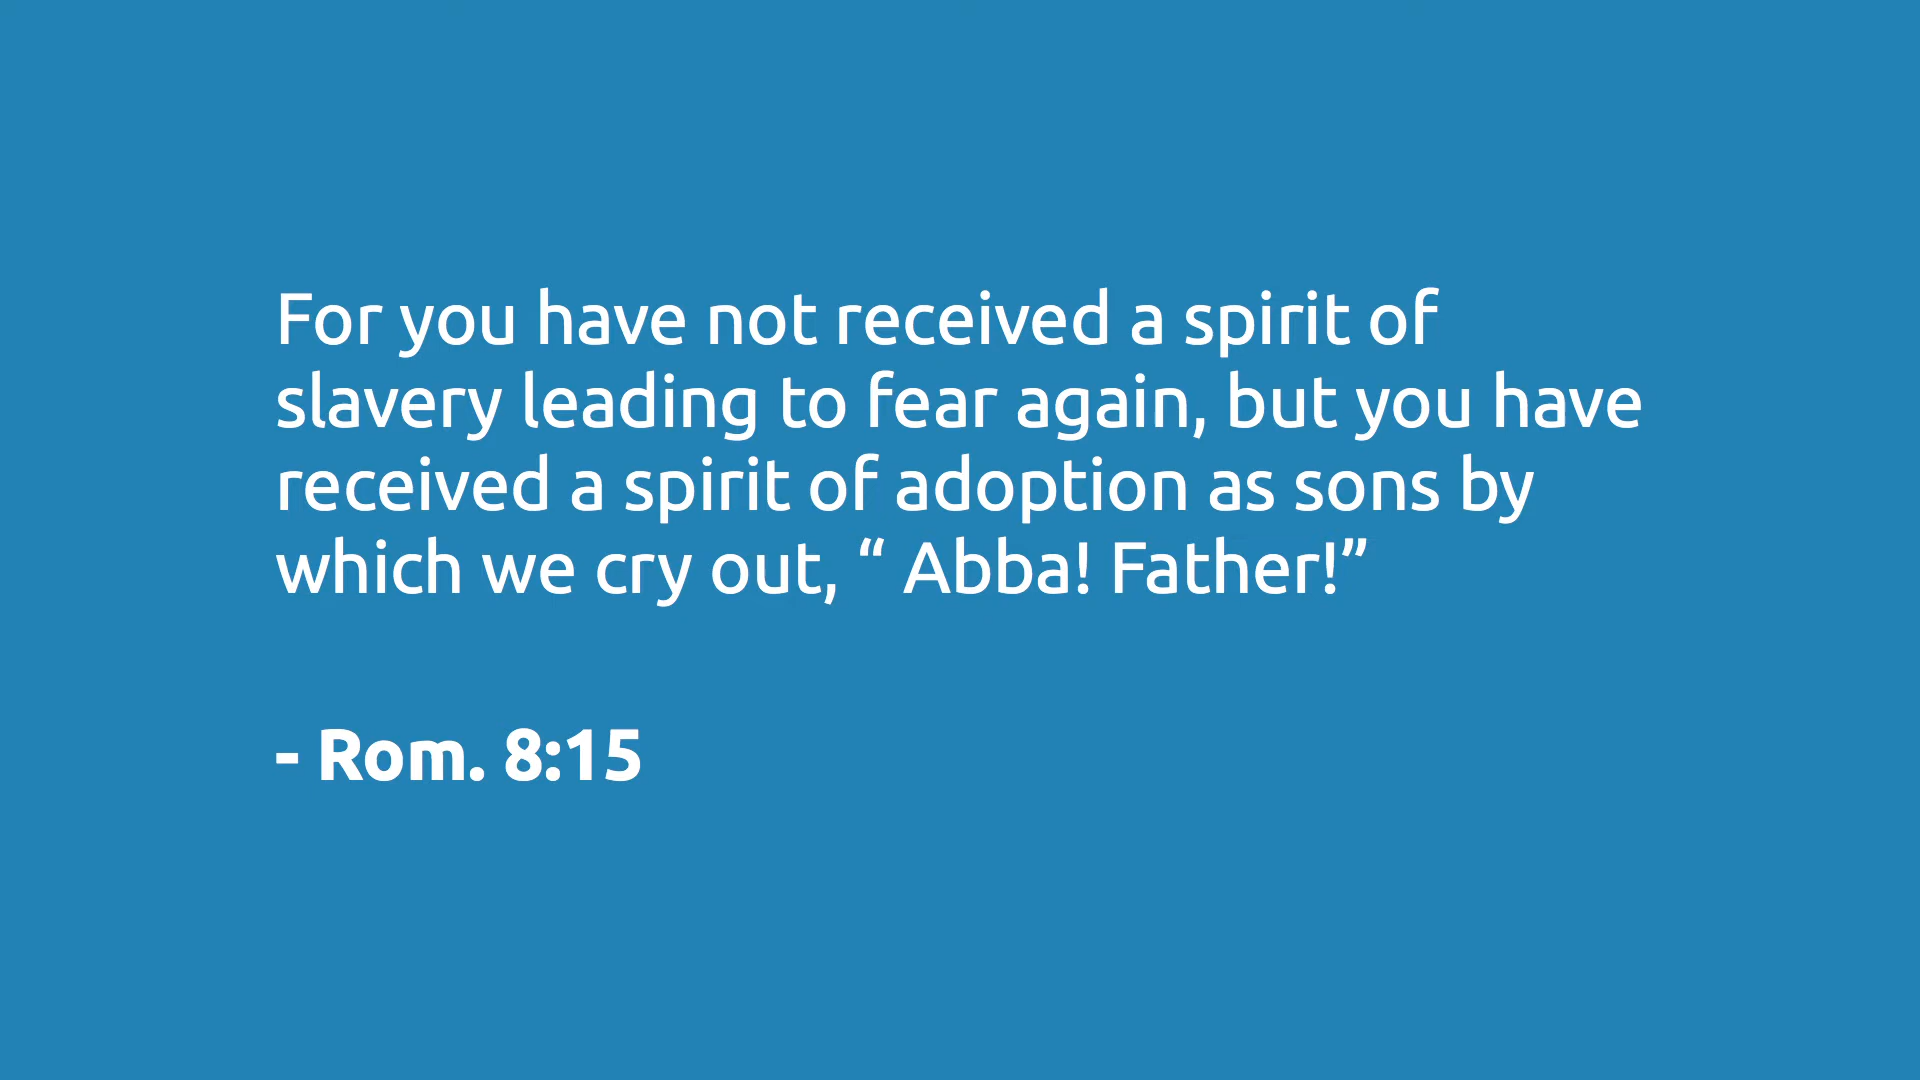 For you have not received a spirit of
slavery leading to fear again, but you have
received a spirit of adoption as sons by
which we cry out, “ Abba! Father!”
- Rom. 8:15